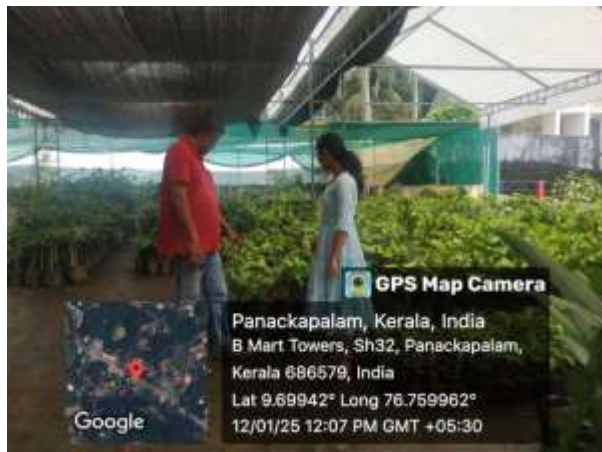 GPS Map Camera
Panackapalam, Kerala, India
B Mart Towers, Sh32, Panackapalam,
Kerala 686579, India
Lat 9.69942° Long 76.759962°
12/01/25 12:07 PM GMT +05:30
Google